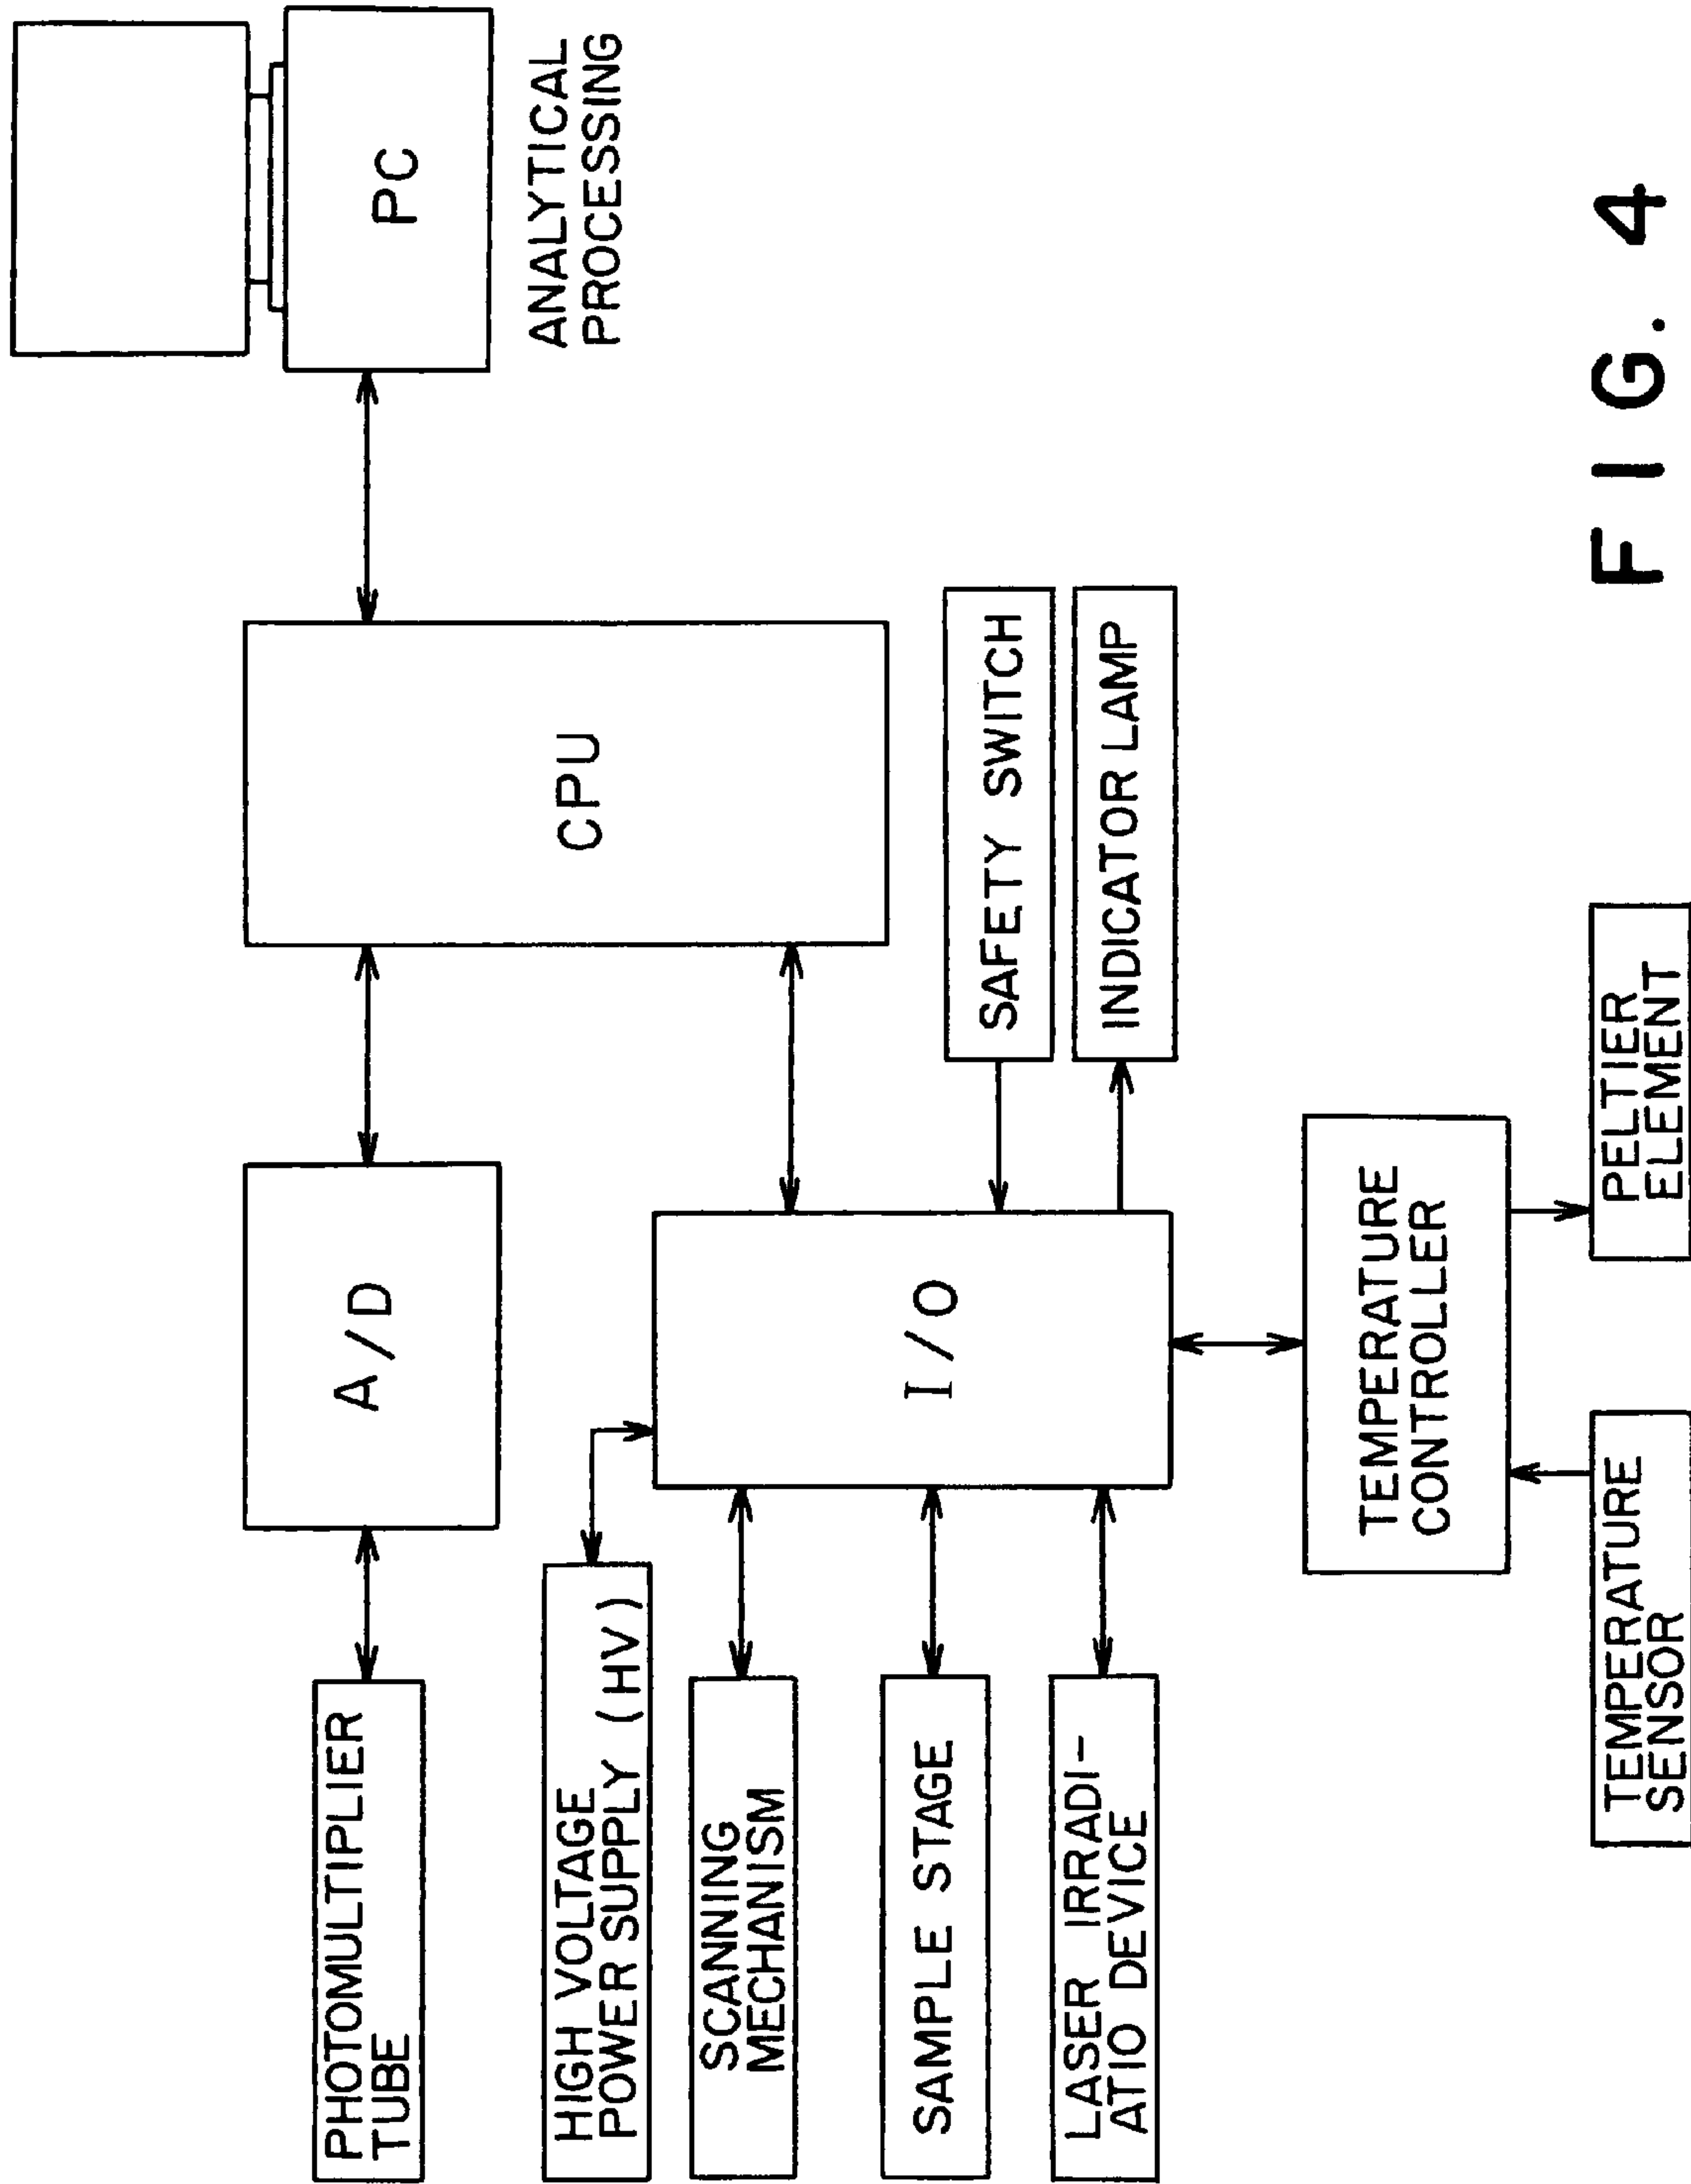 PC
ANALYTICAL
PROCESSING
CPU
A/D
PHOTOMULTIPLIER
TUBE
HIGH VOLTAGE
POWER SUPPLY (HV)
SCANNING
MECHANISM
SAMPLE STAGE
LASER IRRADI-
ATIO DEVICE
I/O
SAFETY SWITCH
INDICATOR LAMP
TEMPERATURE
CONTROLLER
TEMPERATURE
SENSOR
PELTIER
ELEMENT
FIG. 4